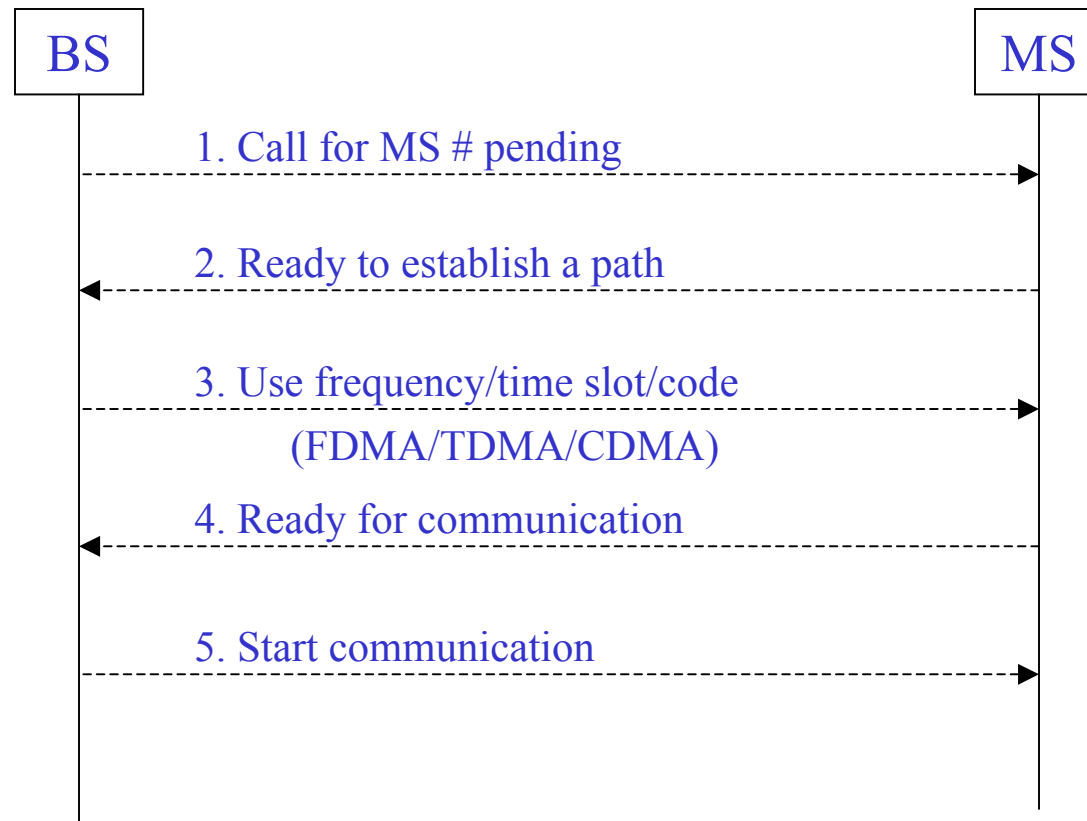 BS
MS
1. Call for MS # pending
2. Ready to establish a path
3. Use frequency/time slot/code
(FDMA/TDMA/CDMA)
4. Ready for communication
5. Start communication